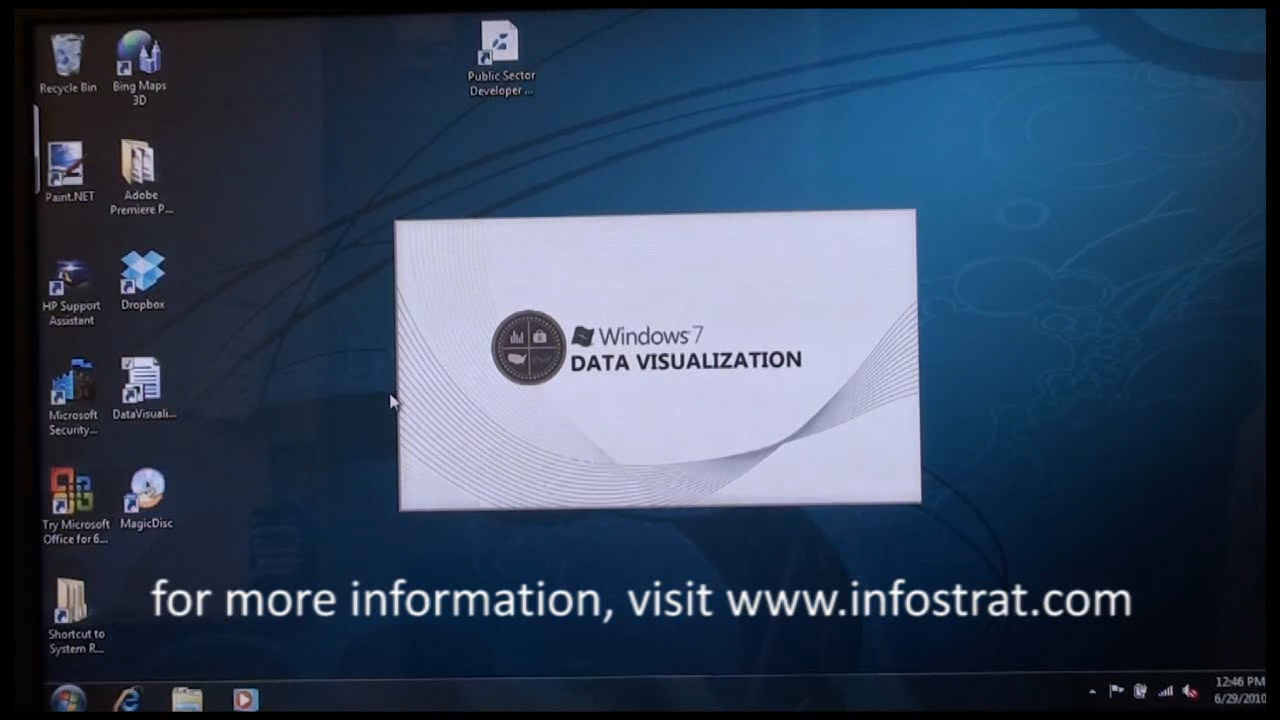 Recycle Bin
Bing Maps
3D
Public Sector
Developer ...
Paint.NET
Adobe
Premiere P...
HP Support
Assistant
Dropbox
Windows 7
DATA VISUALIZATION
Microsoft
Security...
DataVisuali...
Try Microsoft
Office for 6...
MagicDisc
for more information, visit www.infostrat.com
Shortcut to
System R...
12:46 PM
6/29/2010